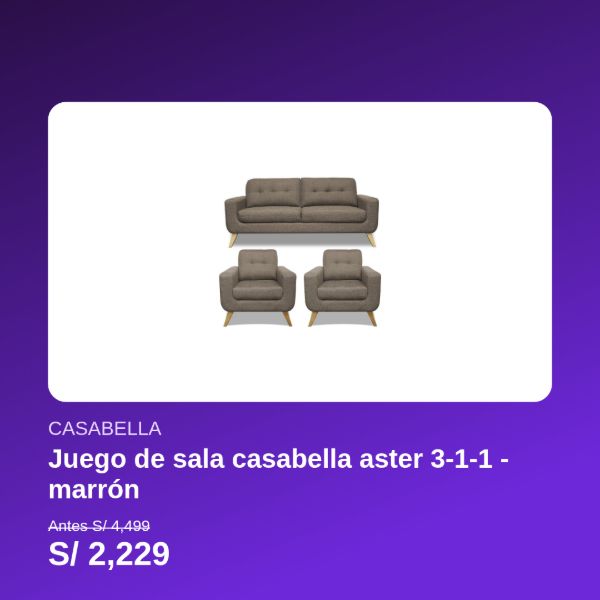 CASABELLA
Juego de sala casabella aster 3-1-1 -
marrón
Antes S/ 4,499
S/ 2,229